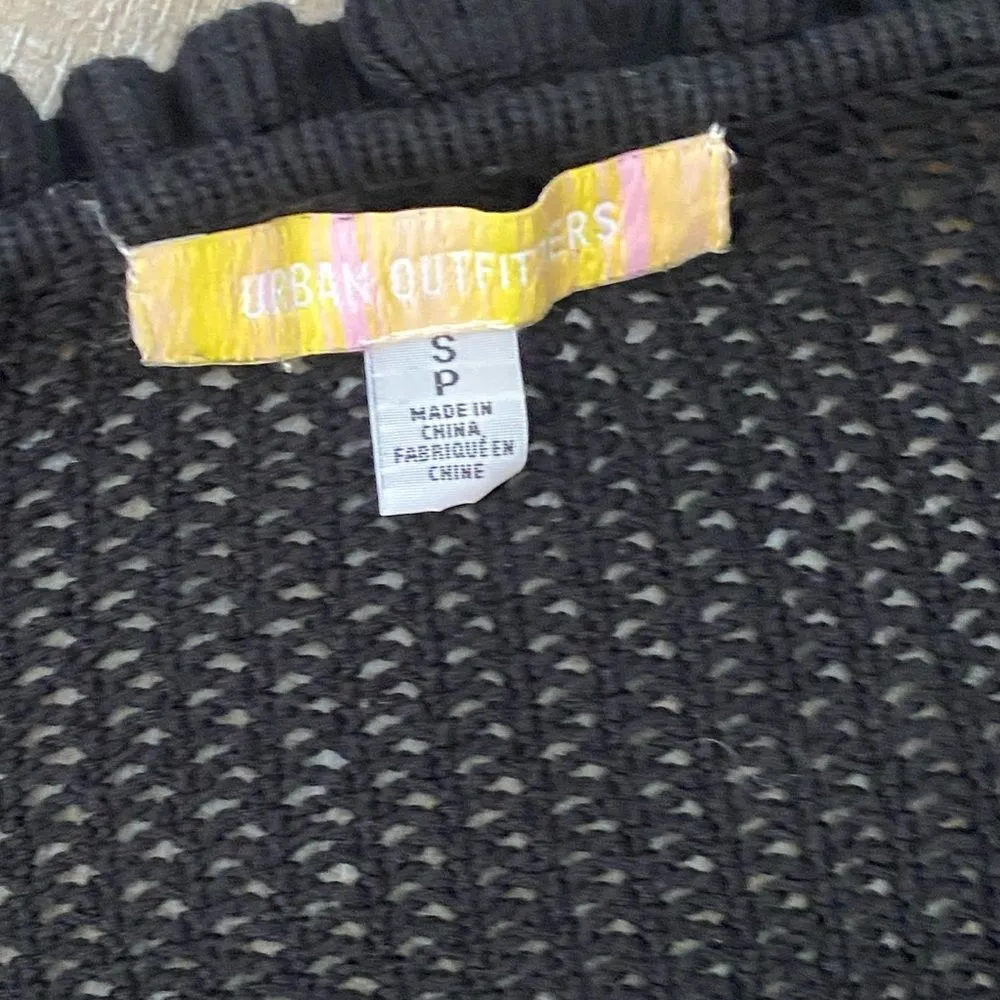 URBAN OUTFITTERS
S
P
MADE IN
CHINA
FABRIQUÉ EN
CHINE